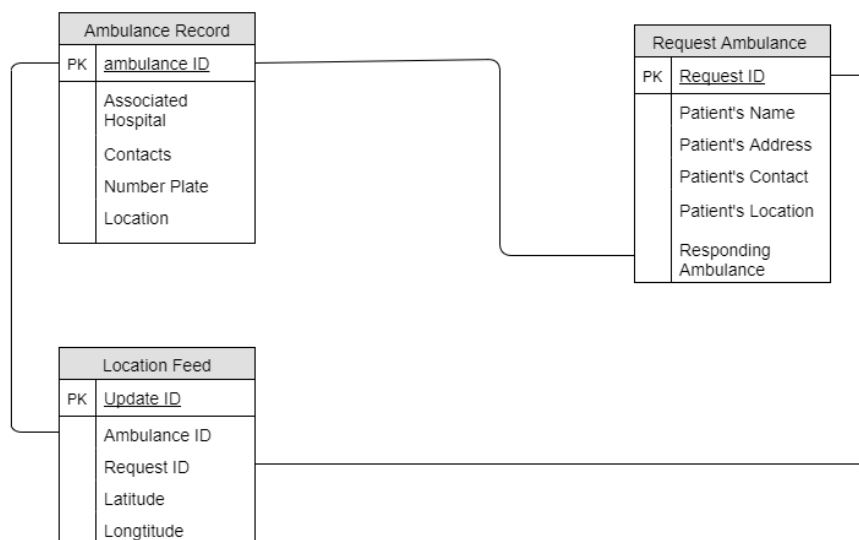 Ambulance Record
PK ambulance ID
Associated
Hospital
Contacts
Number Plate
Location
Request Ambulance
PK Request ID
Patient's Name
Patient's Address
Patient's Contact
Patient's Location
Responding
Ambulance
Location Feed
PK Update ID
Ambulance ID
Request ID
Latitude
Longtitude